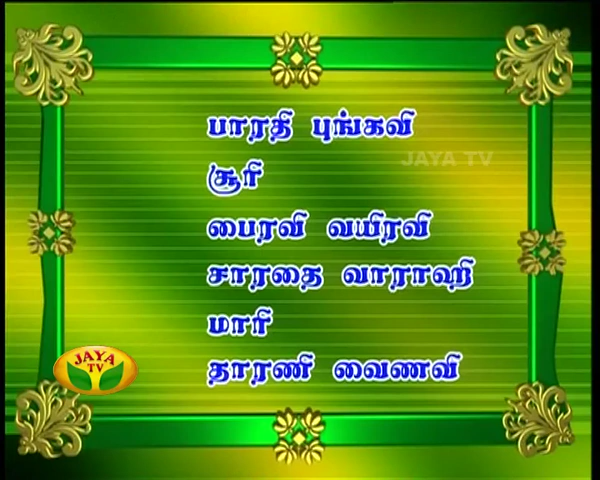 பாரதி புங்கவி
JAYA TV
சூரி
பைரவி வயிரவி
சாரதை வாராஹி
மாரி
தாரணி வைணவி
JAYA
TV